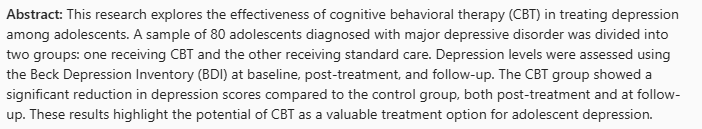 Abstract: This research explores the effectiveness of cognitive behavioral therapy (CBT) in treating depression
among adolescents. A sample of 80 adolescents diagnosed with major depressive disorder was divided into
two groups: one receiving CBT and the other receiving standard care. Depression levels were assessed using
the Beck Depression Inventory (BDI) at baseline, post-treatment, and follow-up. The CBT group showed a
significant reduction in depression scores compared to the control group, both post-treatment and at follow-
up. These results highlight the potential of CBT as a valuable treatment option for adolescent depression.